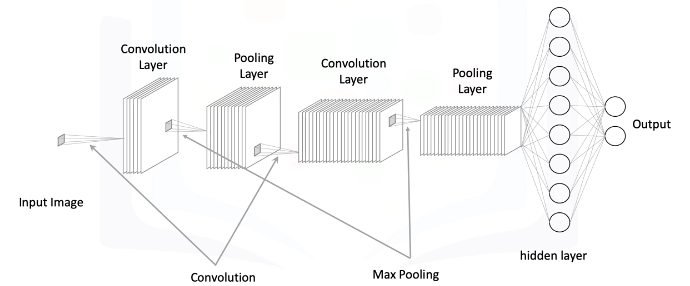 Convolution
Layer
Pooling
Layer
Convolution
Layer
Pooling
Layer
Output
Input Image
hidden layer
Convolution
Max Pooling